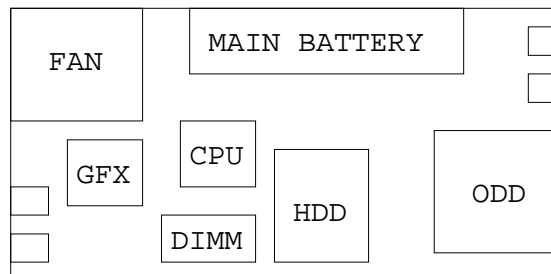 MAIN BATTERY
FAN
CPU
GFX
ODD
HDD
DIMM